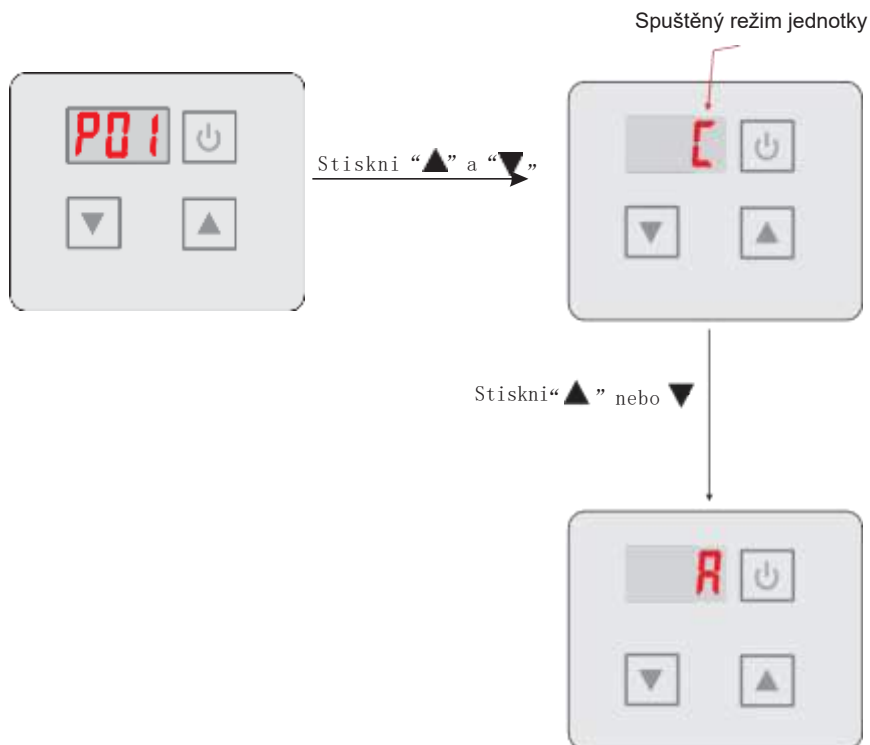 Spuštěný režim jednotky
P01
Stiskni “▲” a “▼”
C
Stiskni“▲ ” nebo ▼
A